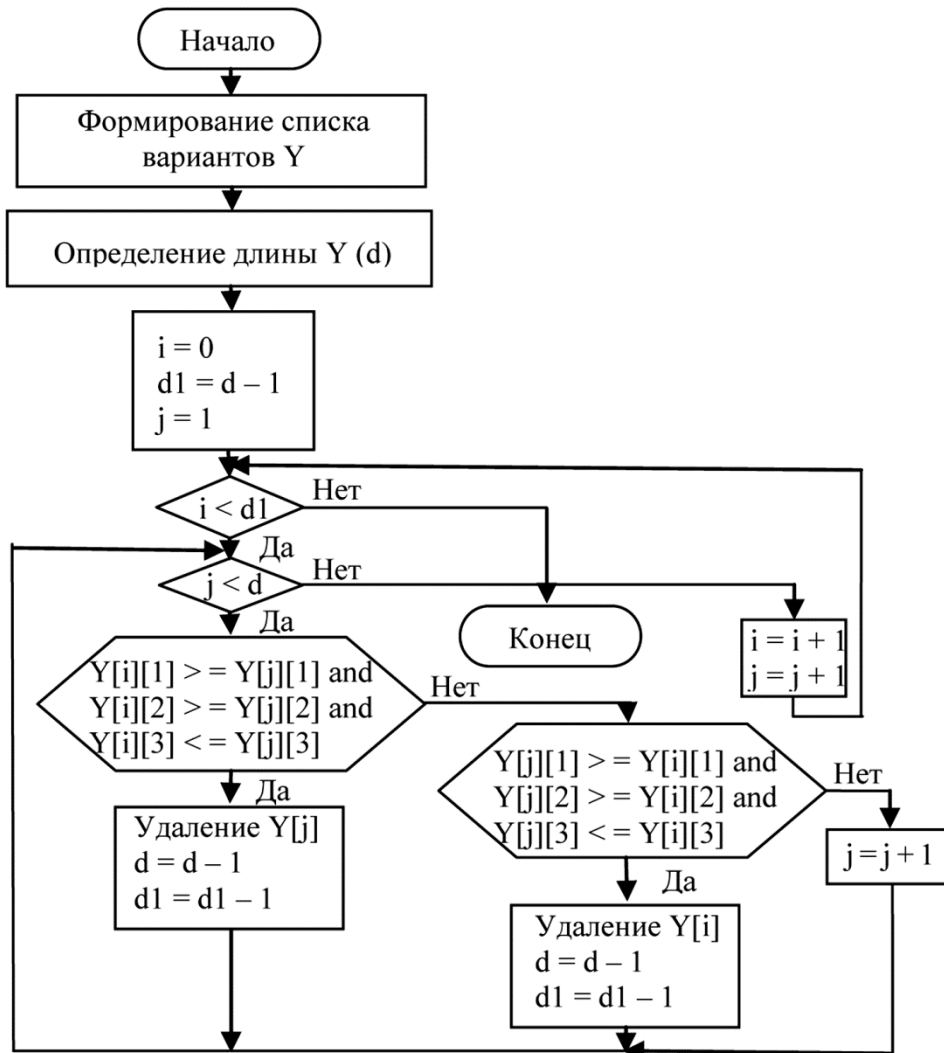 Начало
Формирование списка
вариантов Y
Определение длины Y (d)
i = 0
d1 = d – 1
j = 1
i < d1
Нет
Да
j < d
Нет
Да
Конец
i = i + 1
j = j + 1
Y[i][1] > = Y[j][1] and
Y[i][2] > = Y[j][2] and
Y[i][3] < = Y[j][3]
Нет
Да
Y[j][1] > = Y[i][1] and
Y[j][2] > = Y[i][2] and
Y[j][3] < = Y[i][3]
Нет
Да
Удаление Y[j]
d = d – 1
d1 = d1 – 1
j = j + 1
Удаление Y[i]
d = d – 1
d1 = d1 – 1